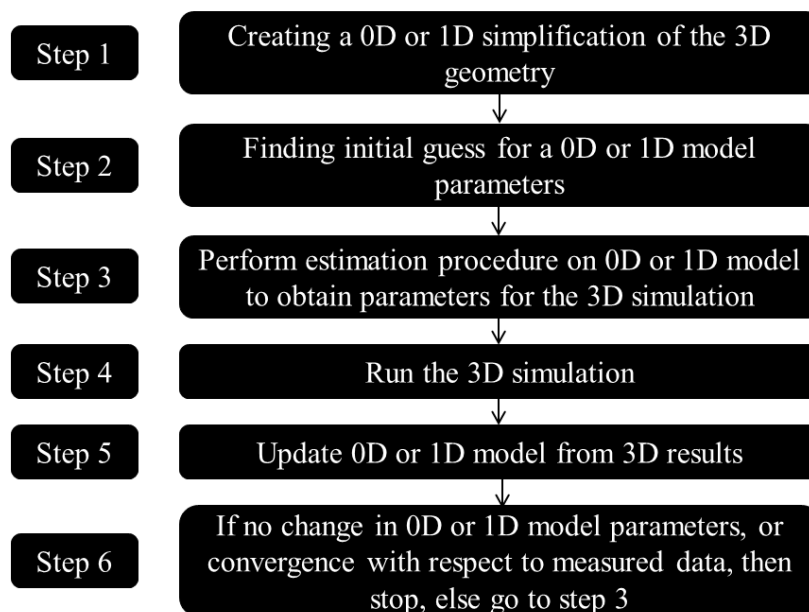 Step 1
Creating a 0D or 1D simplification of the 3D
geometry
Step 2
Finding initial guess for a 0D or 1D model
parameters
Step 3
Perform estimation procedure on 0D or 1D model
to obtain parameters for the 3D simulation
Step 4
Run the 3D simulation
Step 5
Update 0D or 1D model from 3D results
Step 6
If no change in 0D or 1D model parameters, or
convergence with respect to measured data, then
stop, else go to step 3